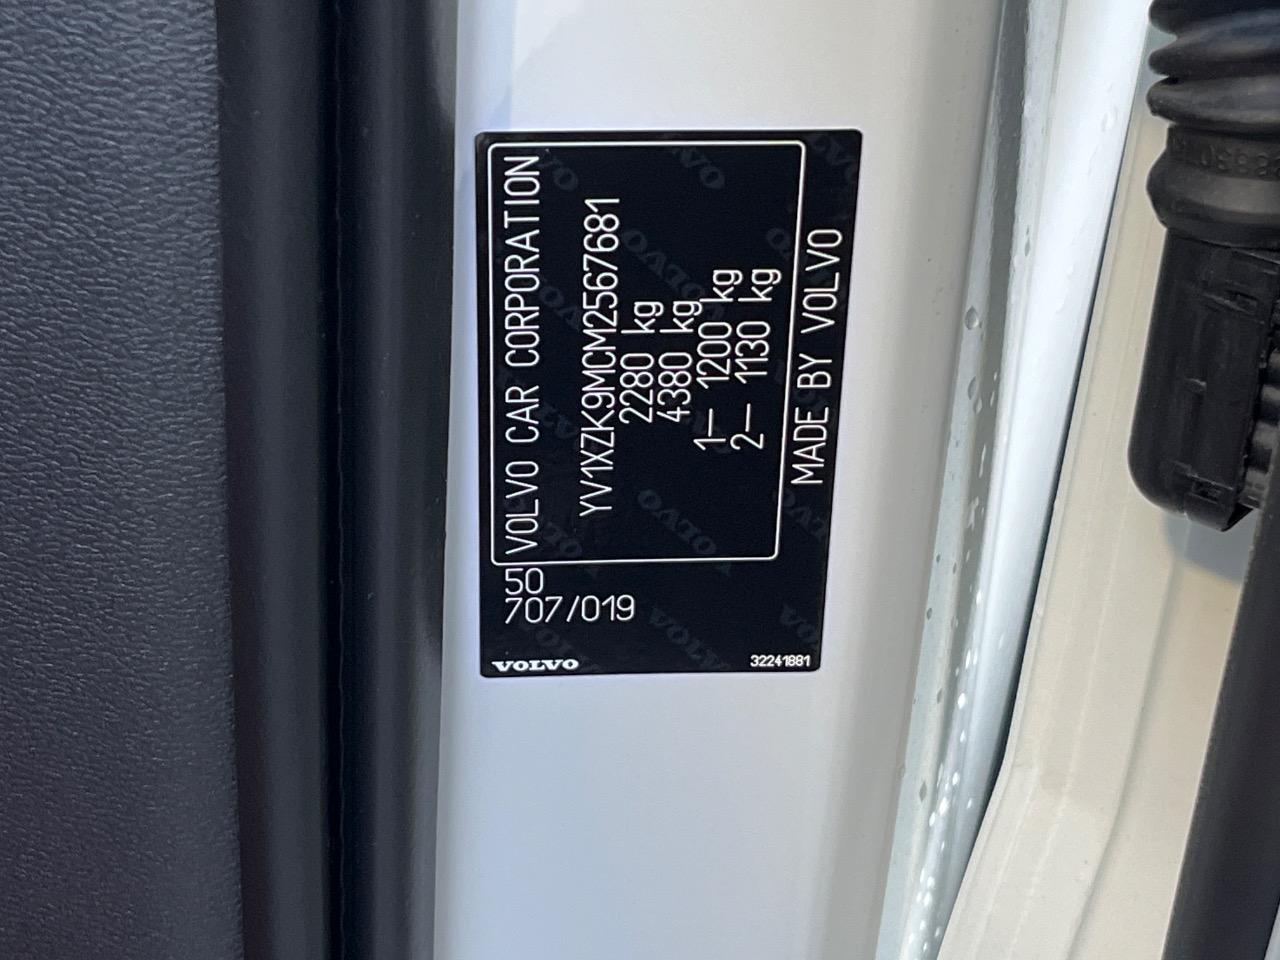 VOLVO CAR CORPORATION
YV1XZK9MCM2567681
2280 kg
4380 kg
1— 1200 kg
2— 1130 kg
MADE BY VOLVO
50
707/019
VOLVO
32241881